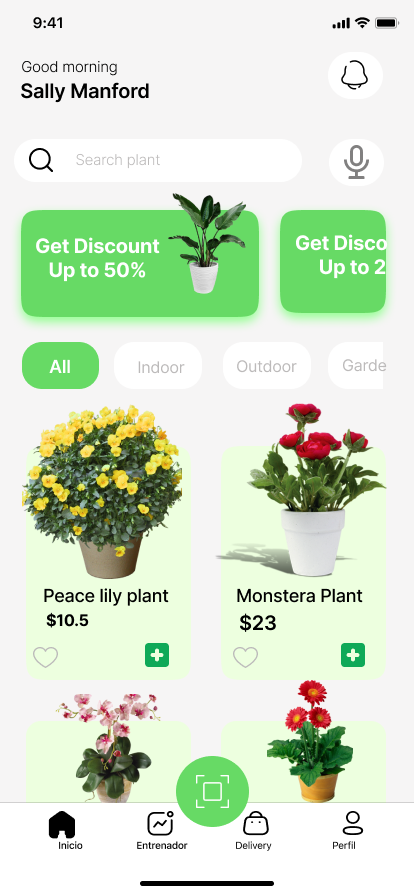 9:41
Good morning
Sally Manford
Search plant
Get Discount
Up to 50%
Get Disco
Up to 2
All
Indoor
Outdoor
Garde
Peace lily plant
$10.5
Monstera Plant
$23
Inicio
Entrenador
Delivery
Perfil